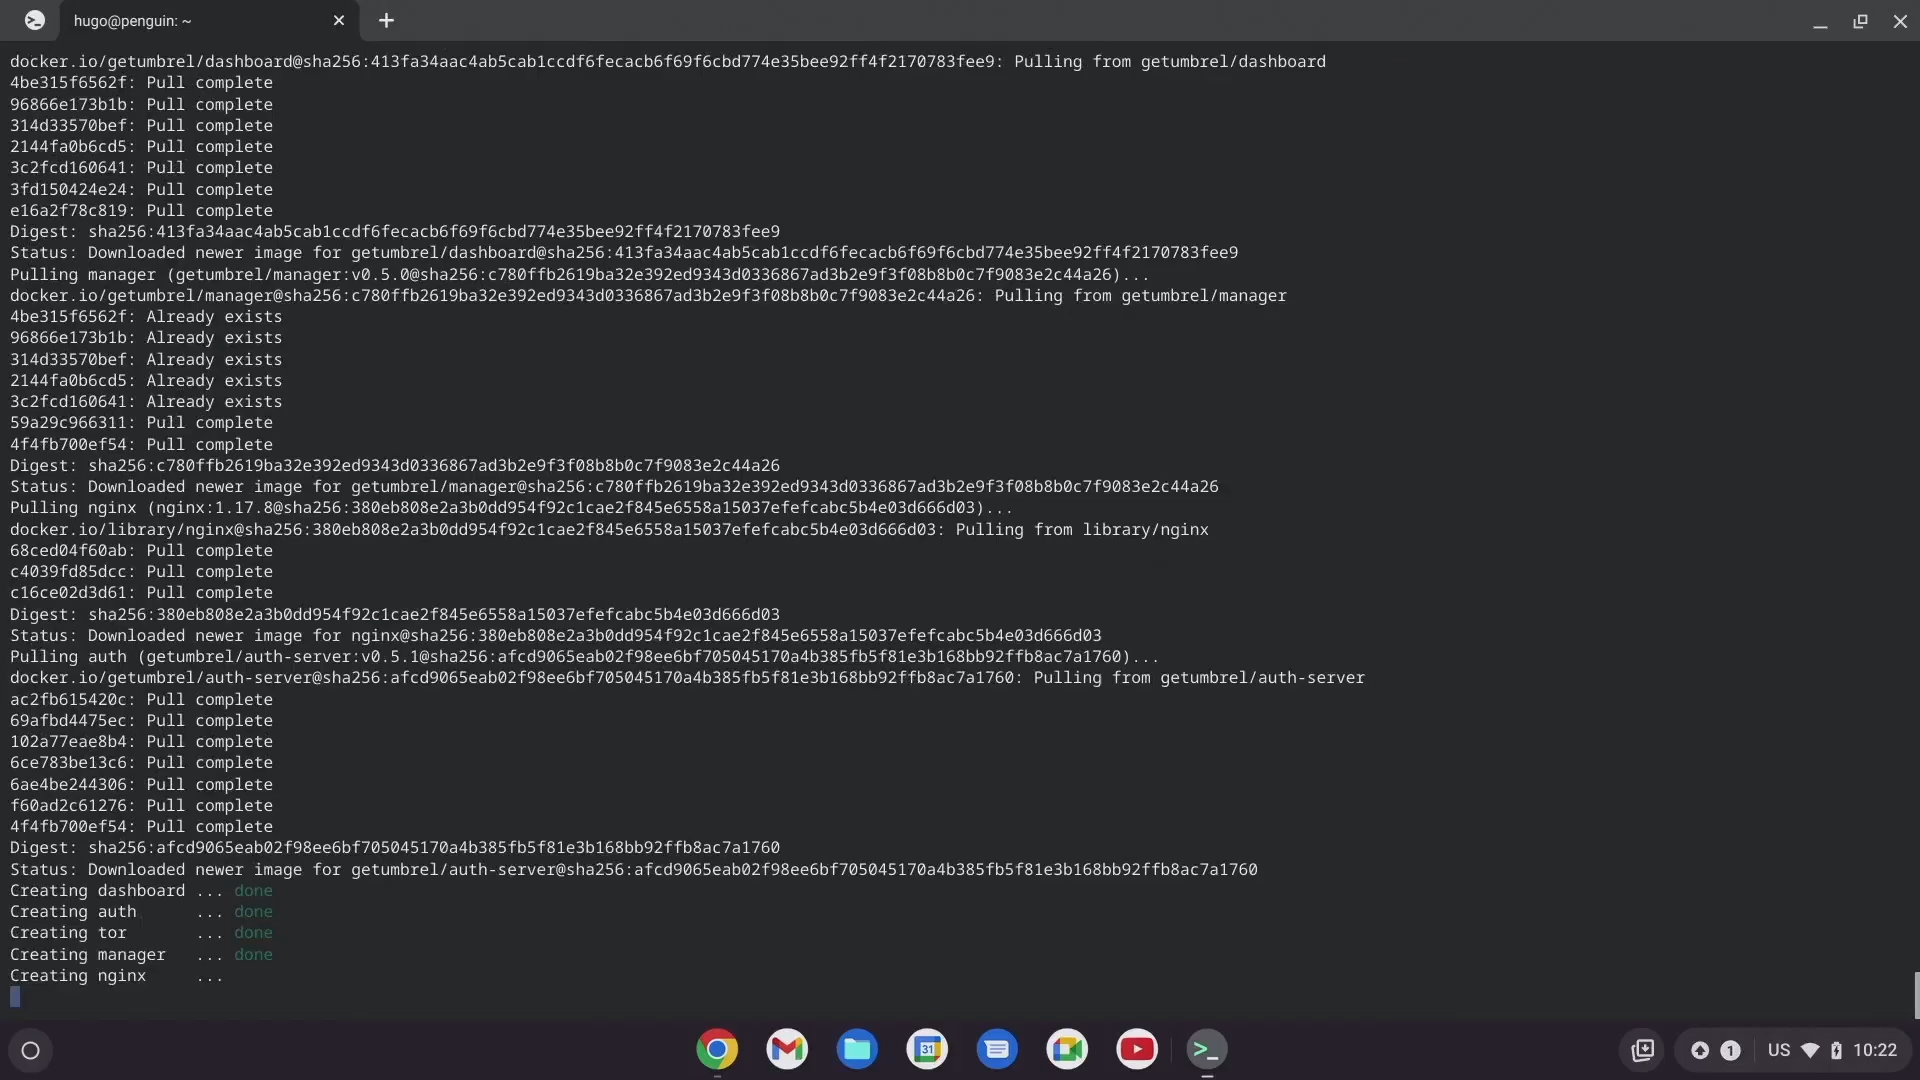 hugo@penguin: ~
docker.io/getumbrel/dashboard@sha256:413fa34aac4ab5cab1ccdf6fecacb6f69f6cbd774e35bee92ff4f2170783fee9: Pulling from getumbrel/dashboard
4be315f6562f: Pull complete
96866e173b1b: Pull complete
314d33570bef: Pull complete
2144fa0b6cd5: Pull complete
3c2fcd160641: Pull complete
3fd150424e24: Pull complete
e16a2f78c819: Pull complete
Digest: sha256:413fa34aac4ab5cab1ccdf6fecacb6f69f6cbd774e35bee92ff4f2170783fee9
Status: Downloaded newer image for getumbrel/dashboard@sha256:413fa34aac4ab5cab1ccdf6fecacb6f69f6cbd774e35bee92ff4f2170783fee9
Pulling manager (getumbrel/manager:v0.5.0@sha256:c780ffb2619ba32e392ed9343d0336867ad3b2e9f3f08b8b0c7f9083e2c44a26)...
docker.io/getumbrel/manager@sha256:c780ffb2619ba32e392ed9343d0336867ad3b2e9f3f08b8b0c7f9083e2c44a26: Pulling from getumbrel/manager
4be315f6562f: Already exists
96866e173b1b: Already exists
314d33570bef: Already exists
2144fa0b6cd5: Already exists
3c2fcd160641: Already exists
59a29c966311: Pull complete
4f4fb700ef54: Pull complete
Digest: sha256:c780ffb2619ba32e392ed9343d0336867ad3b2e9f3f08b8b0c7f9083e2c44a26
Status: Downloaded newer image for getumbrel/manager@sha256:c780ffb2619ba32e392ed9343d0336867ad3b2e9f3f08b8b0c7f9083e2c44a26
Pulling nginx (nginx:1.17.8@sha256:380eb808e2a3b0dd954f92c1cae2f845e6558a15037efefcabc5b4e03d666d03)...
docker.io/library/nginx@sha256:380eb808e2a3b0dd954f92c1cae2f845e6558a15037efefcabc5b4e03d666d03: Pulling from library/nginx
68ced04f60ab: Pull complete
c4039fd85dcc: Pull complete
c16ce02d3d61: Pull complete
Digest: sha256:380eb808e2a3b0dd954f92c1cae2f845e6558a15037efefcabc5b4e03d666d03
Status: Downloaded newer image for nginx@sha256:380eb808e2a3b0dd954f92c1cae2f845e6558a15037efefcabc5b4e03d666d03
Pulling auth (getumbrel/auth-server:v0.5.1@sha256:afcd9065eab02f98ee6bf705045170a4b385fb5f81e3b168bb92ffb8ac7a1760)...
docker.io/getumbrel/auth-server@sha256:afcd9065eab02f98ee6bf705045170a4b385fb5f81e3b168bb92ffb8ac7a1760: Pulling from getumbrel/auth-server
ac2fb615420c: Pull complete
69afbd4475ec: Pull complete
102a77eae8b4: Pull complete
6ce783be13c6: Pull complete
6ae4be244306: Pull complete
f60ad2c61276: Pull complete
4f4fb700ef54: Pull complete
Digest: sha256:afcd9065eab02f98ee6bf705045170a4b385fb5f81e3b168bb92ffb8ac7a1760
Status: Downloaded newer image for getumbrel/auth-server@sha256:afcd9065eab02f98ee6bf705045170a4b385fb5f81e3b168bb92ffb8ac7a1760
Creating dashboard ... done
Creating auth      ... done
Creating tor       ... done
Creating manager   ... done
Creating nginx     ...
31
1
US
10:22